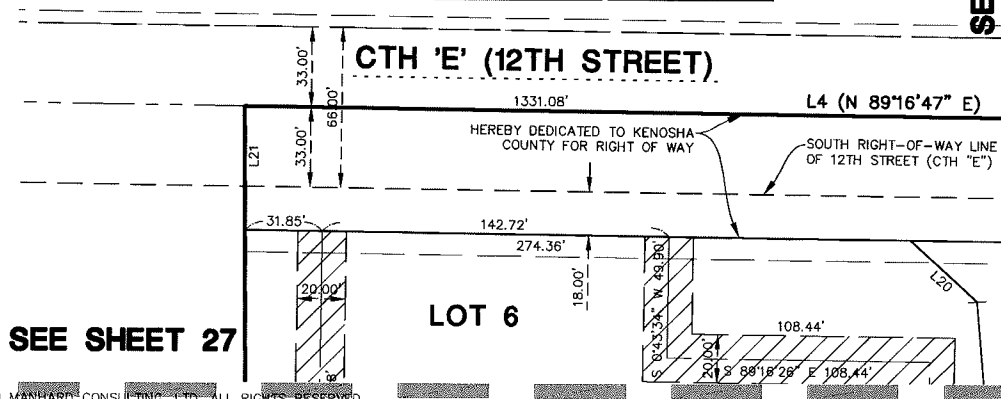 SE
33.00'
66.00'
CTH 'E' (12TH STREET)
1331.08'
L4 (N 89°16'47" E)
L21
33.00'
HEREBY DEDICATED TO KENOSHA
COUNTY FOR RIGHT OF WAY
SOUTH RIGHT-OF-WAY LINE
OF 12TH STREET (CTH "E")
31.85'
142.72'
274.36'
20.00'
18.00'
S 0°43'34" W 49.90'
L20
LOT 6
108.44'
SEE SHEET 27
20.00'
S 89°16'26" E 108.44'
8'
MANHARD CONSULTING, LTD. ALL RIGHTS RESERVED